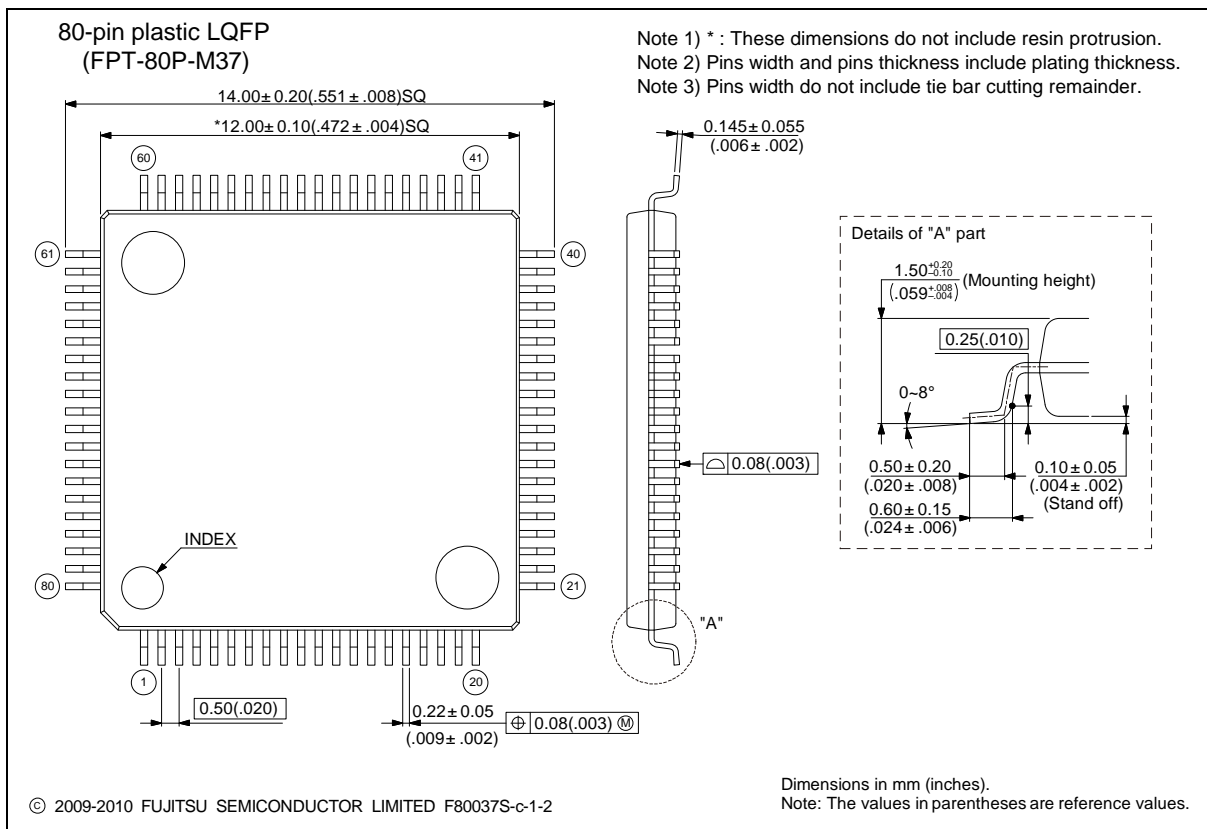 80-pin plastic LQFP
(FPT-80P-M37)
Note 1) * : These dimensions do not include resin protrusion.
Note 2) Pins width and pins thickness include plating thickness.
Note 3) Pins width do not include tie bar cutting remainder.
14.00±0.20(.551±.008)SQ
*12.00±0.10(.472±.004)SQ
0.145±0.055
(.006±.002)
60
41
61
40
Details of "A" part
1.50+0.20-0.10
(.059+.008-.004)
(Mounting height)
0.25(.010)
0~8°
0.08(.003)
0.50±0.20
(.020±.008)
0.60±0.15
(.024±.006)
0.10±0.05
(.004±.002)
(Stand off)
INDEX
80
21
"A"
1
20
0.50(.020)
0.22±0.05
(.009±.002)
⌖ 0.08(.003) Ⓜ
Dimensions in mm (inches).
Note: The values in parentheses are reference values.
© 2009-2010 FUJITSU SEMICONDUCTOR LIMITED F80037S-c-1-2